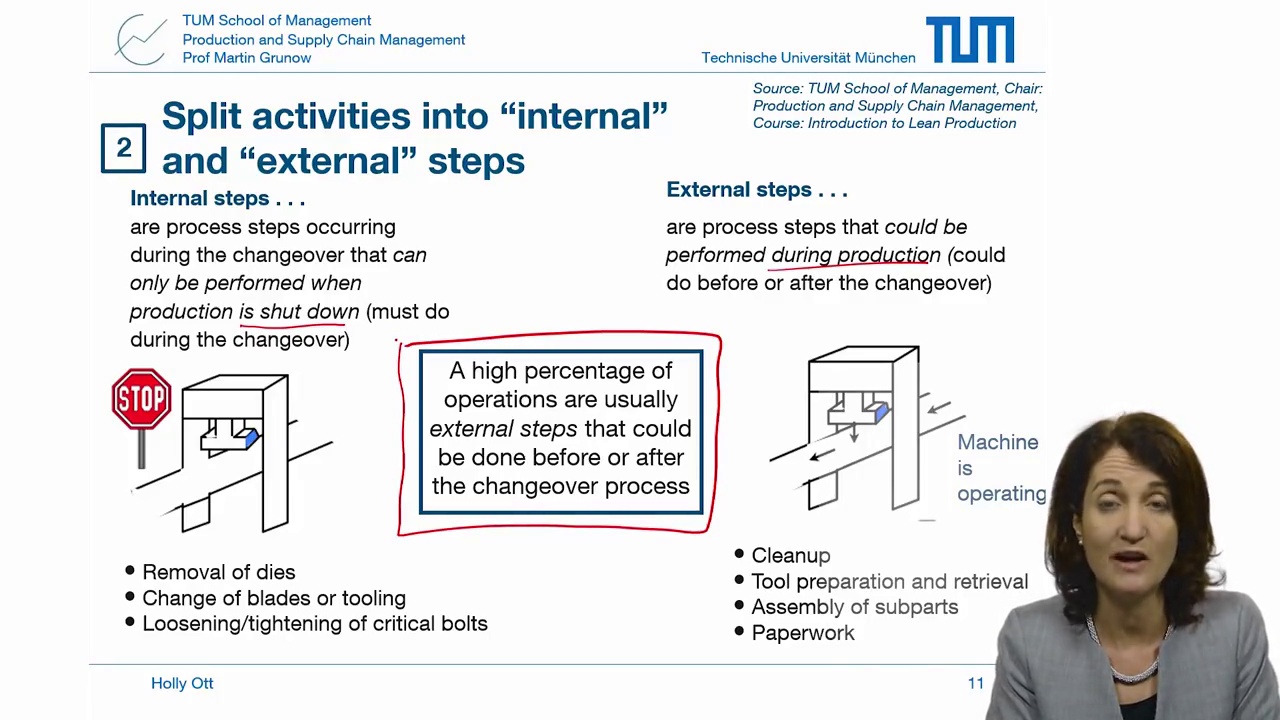 TUM School of Management
Production and Supply Chain Management
Prof Martin Grunow
Technische Universität München
TUM
Source: TUM School of Management, Chair:
Production and Supply Chain Management,
Course: Introduction to Lean Production
2
Split activities into “internal”
and “external” steps
Internal steps . . .
are process steps occurring
during the changeover that can
only be performed when
production is shut down (must do
during the changeover)
External steps . . .
are process steps that could be
performed during production (could
do before or after the changeover)
STOP
A high percentage of
operations are usually
external steps that could
be done before or after
the changeover process
Machine
is
operating
• Removal of dies
• Change of blades or tooling
• Loosening/tightening of critical bolts
• Cleanup
• Tool preparation and retrieval
• Assembly of subparts
• Paperwork
Holly Ott
11